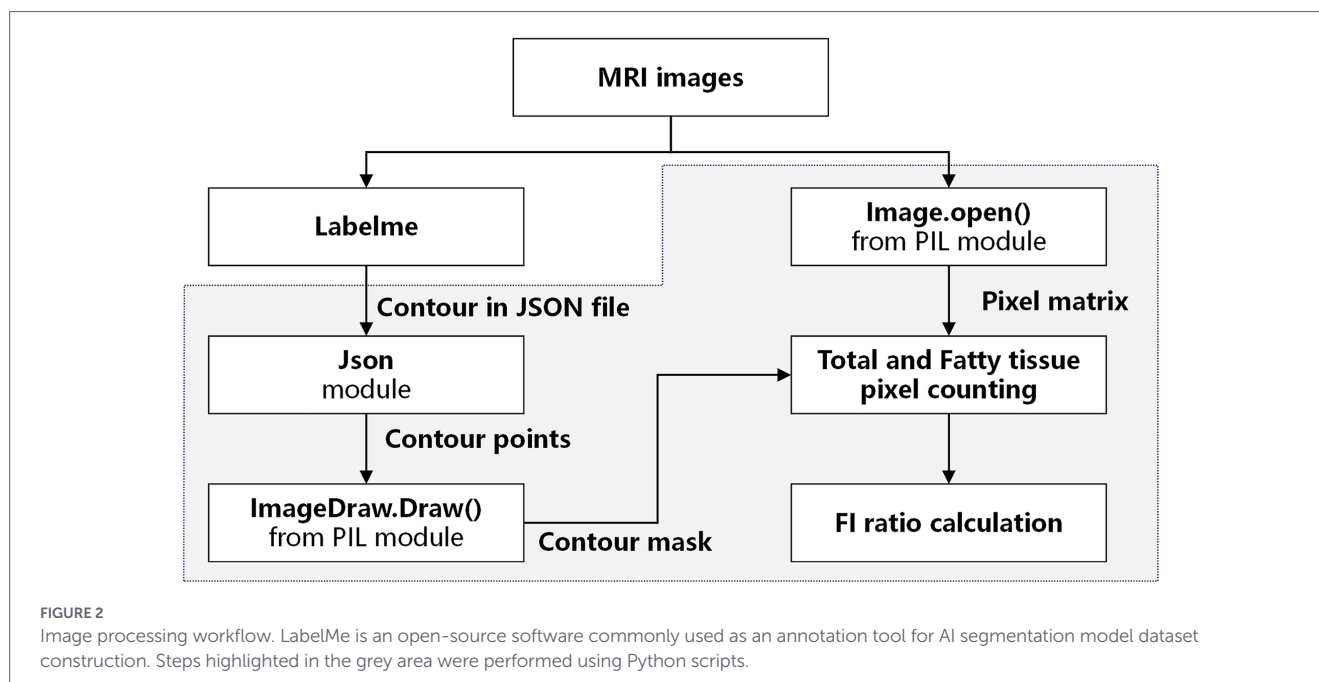 MRI images
Labelme
Image.open()
from PIL module
Contour in JSON file
Pixel matrix
Json
module
Total and Fatty tissue
pixel counting
Contour points
ImageDraw.Draw()
from PIL module
Contour mask
FI ratio calculation
FIGURE 2
Image processing workflow. LabelMe is an open-source software commonly used as an annotation tool for AI segmentation model dataset
construction. Steps highlighted in the grey area were performed using Python scripts.